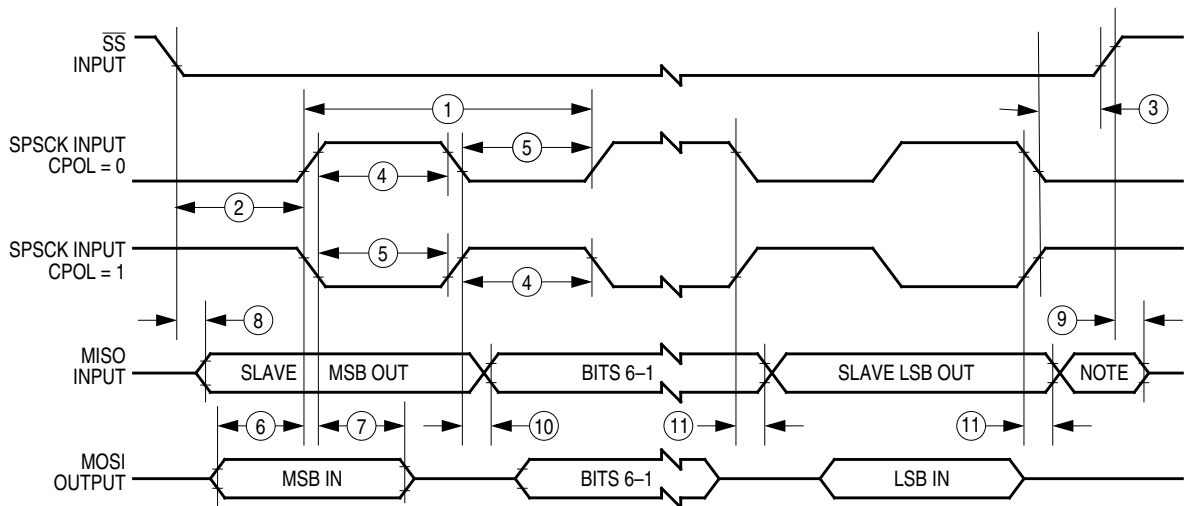 SS
INPUT
1
3
SPSCK INPUT
CPOL = 0
5
4
2
SPSCK INPUT
CPOL = 1
5
4
8
9
MISO
INPUT
SLAVE MSB OUT
BITS 6–1
SLAVE LSB OUT
NOTE
6
7
10
11
11
MOSI
OUTPUT
MSB IN
BITS 6–1
LSB IN